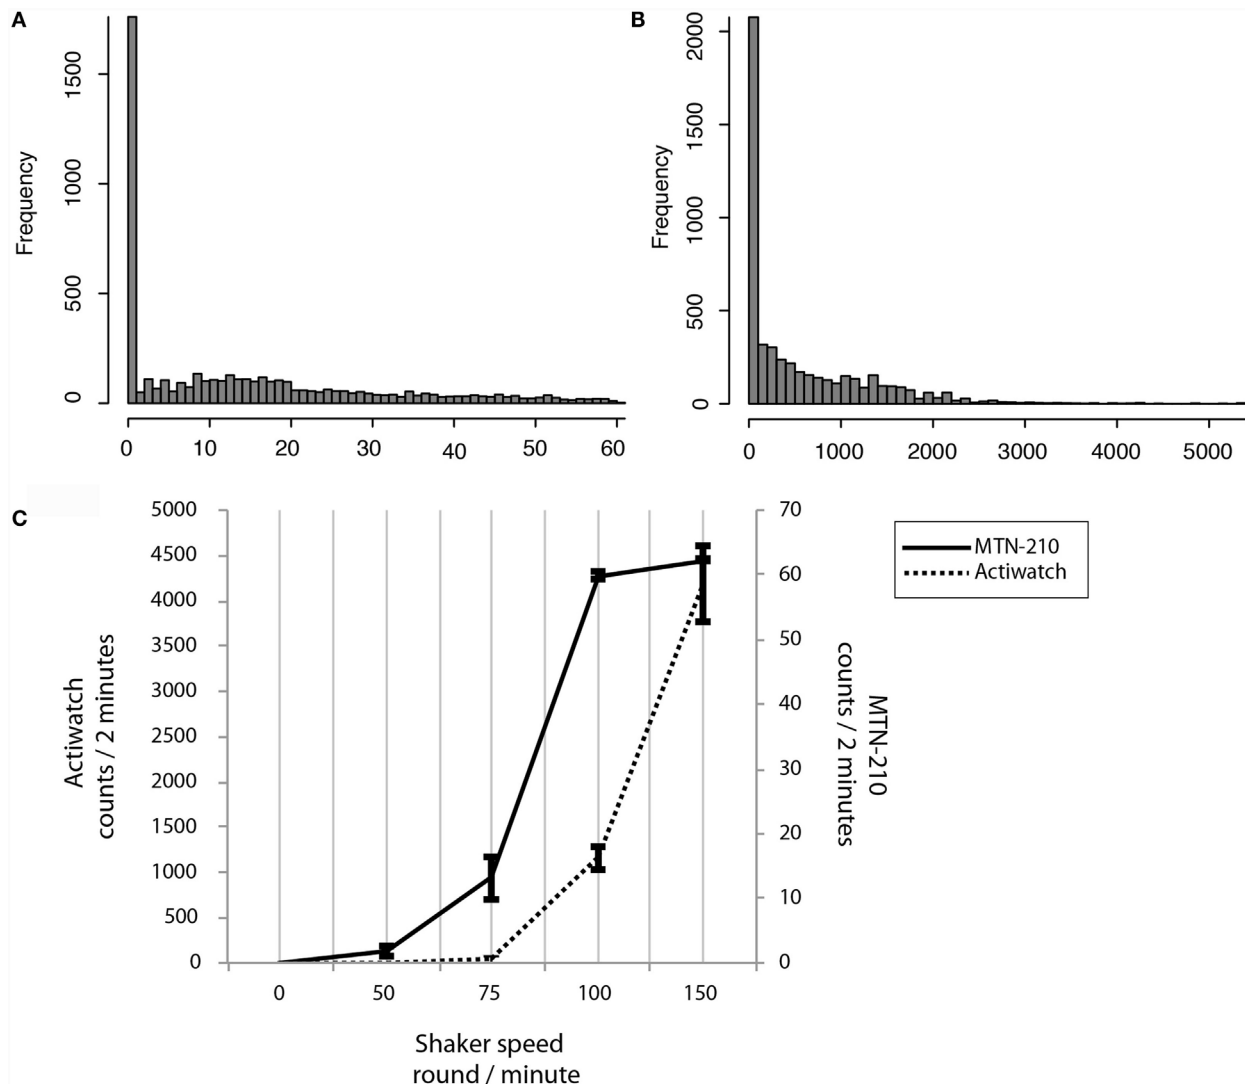 A
Frequency
1500
1000
500
0
0 10 20 30 40 50 60
B
Frequency
2000
1500
1000
500
0
0 1000 2000 3000 4000 5000
C
Actiwatch
counts / 2 minutes
5000
4500
4000
3500
3000
2500
2000
1500
1000
500
0
70
60
50
40
30
20
10
0
MTN-210
counts / 2 minutes
MTN-210
Actiwatch
0 50 75 100 150
Shaker speed
round / minute